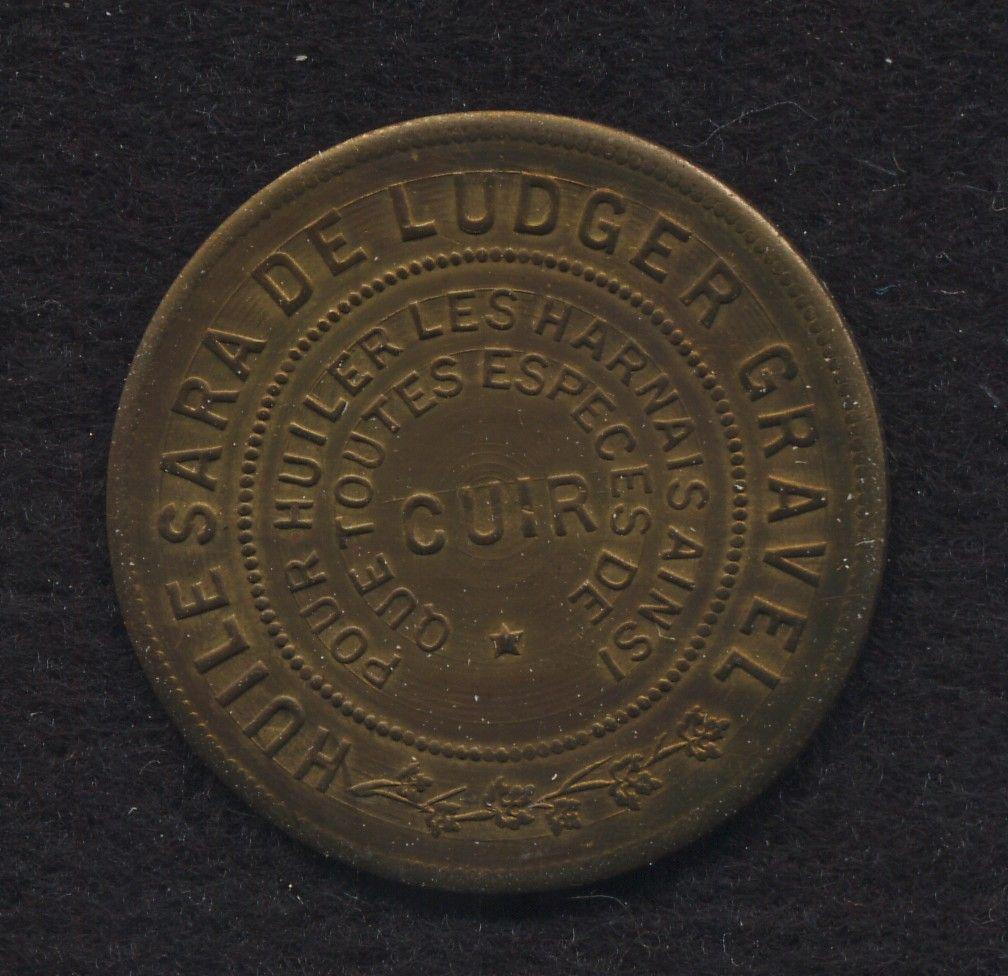 HUILE SARA DE LUDGER GRAVEL
POUR HUILER LES HARNAIS AINSI
QUE TOUTES ESPECES DE
CUIR